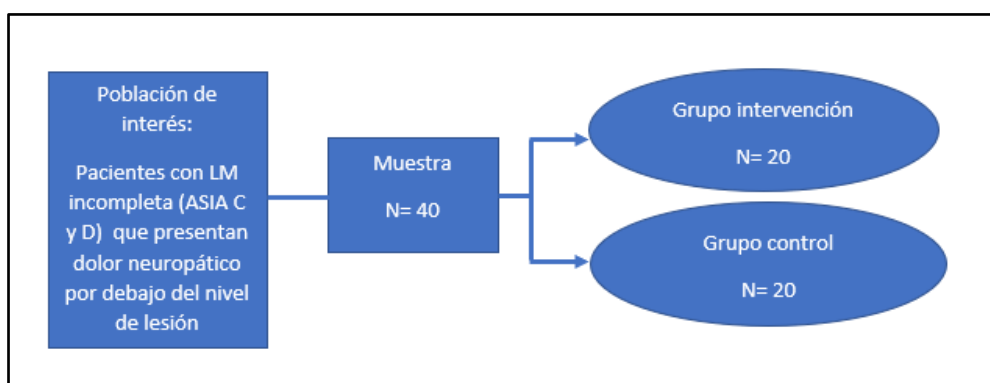 Población de
interés:
Pacientes con LM
incompleta (ASIA C
y D) que presentan
dolor neuropático
por debajo del nivel
de lesión
Muestra
N= 40
Grupo intervención
N= 20
Grupo control
N= 20